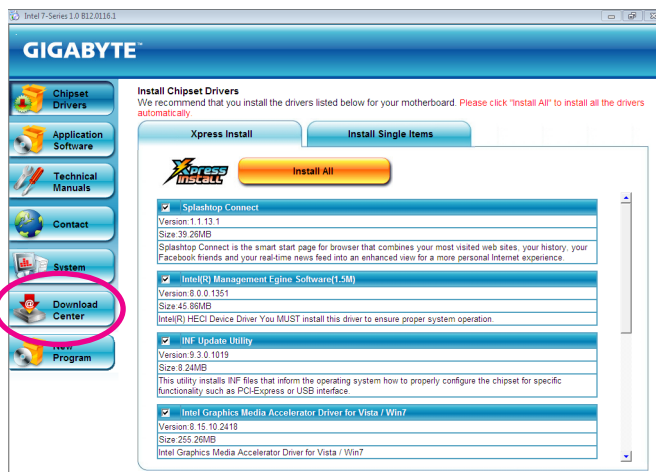 Intel 7-Series 1.0 B12.0116.1
GIGABYTE™
Chipset
Drivers
Application
Software
Technical
Manuals
Contact
System
Download
Center
New
Program
Install Chipset Drivers
We recommend that you install the drivers listed below for your motherboard. Please click "Install All" to install all the drivers
automatically.
Xpress Install
Install Single Items
Xpress
Install
Install All
Splashtop Connect
Version:1.1.13.1
Size:39.26MB
Splashtop Connect is the smart start page for browser that combines your most visited web sites, your history, your
Facebook friends and your real-time news feed into an enhanced view for a more personal Internet experience.
Intel(R) Management Egine Software(1.5M)
Version:8.0.0.1351
Size:45.86MB
Intel(R) HECI Device Driver You MUST install this driver to ensure proper system operation.
INF Update Utility
Version:9.3.0.1019
Size:8.24MB
This utility installs INF files that inform the operating system how to properly configure the chipset for specific
functionality such as PCI-Express or USB interface.
Intel Graphics Media Accelerator Driver for Vista / Win7
Version:8.15.10.2418
Size:255.26MB
Intel Graphics Media Accelerator Driver for Vista / Win7